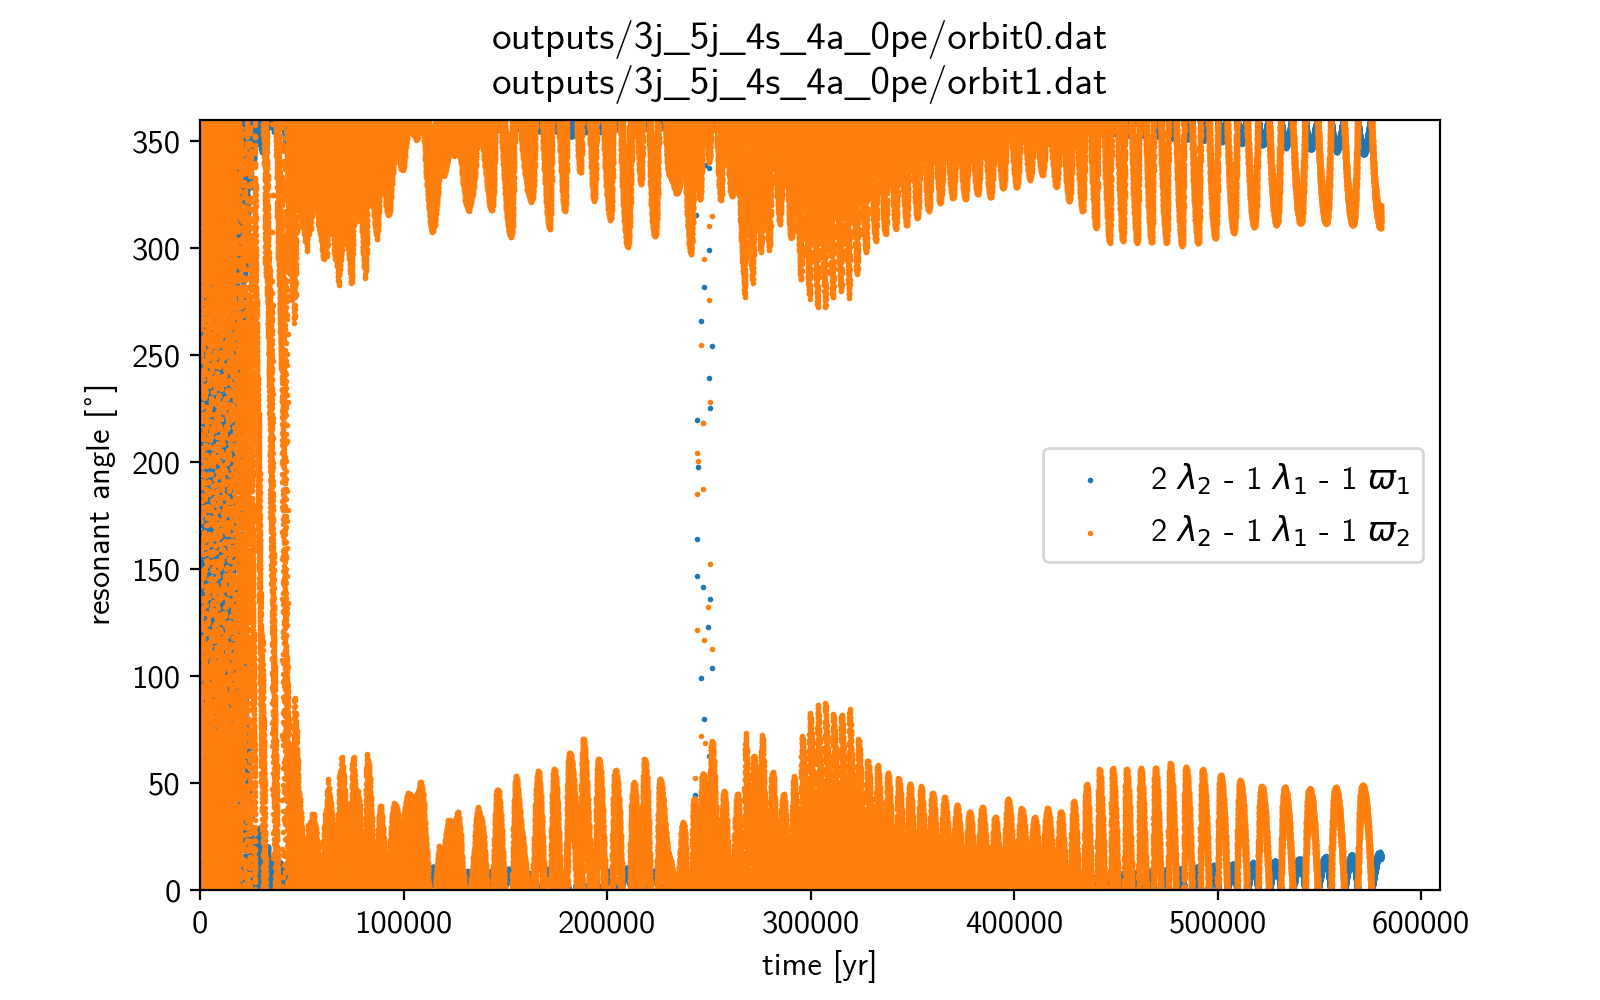 outputs/3j_5j_4s_4a_0pe/orbit0.dat
outputs/3j_5j_4s_4a_0pe/orbit1.dat
350
300
250
200
150
100
50
0
resonant angle [°]
2 λ₂ - 1 λ₁ - 1 ϖ₁
2 λ₂ - 1 λ₁ - 1 ϖ₂
0 100000 200000 300000 400000 500000 600000
time [yr]